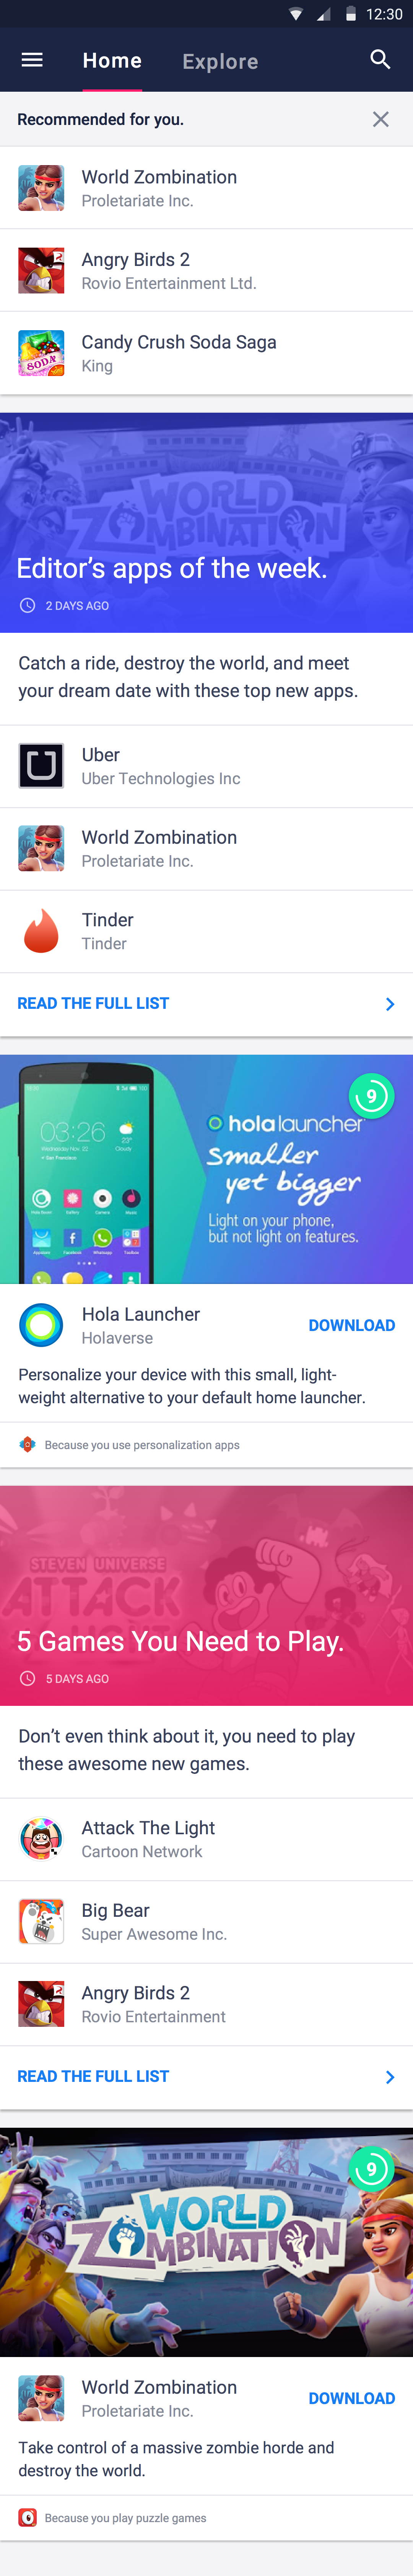 12:30
Home
Explore
Recommended for you.
World Zombination
Proletariate Inc.
Angry Birds 2
Rovio Entertainment Ltd.
SODA
Candy Crush Soda Saga
King
WORLD
ZOMBINATION
Editor’s apps of the week.
2 DAYS AGO
Catch a ride, destroy the world, and meet
your dream date with these top new apps.
Uber
Uber Technologies Inc
World Zombination
Proletariate Inc.
Tinder
Tinder
READ THE FULL LIST
9
03:26
San Francisco
hola launcher
Smaller
yet bigger
Light on your phone,
but not light on features.
Hola Launcher
Holaverse
DOWNLOAD
Personalize your device with this small, light-
weight alternative to your default home launcher.
Because you use personalization apps
STEVEN UNIVERSE
ATTACK
5 Games You Need to Play.
5 DAYS AGO
Don’t even think about it, you need to play
these awesome new games.
Attack The Light
Cartoon Network
Big Bear
Super Awesome Inc.
Angry Birds 2
Rovio Entertainment
READ THE FULL LIST
9
WORLD
ZOMBINATION
World Zombination
Proletariate Inc.
DOWNLOAD
Take control of a massive zombie horde and
destroy the world.
Because you play puzzle games